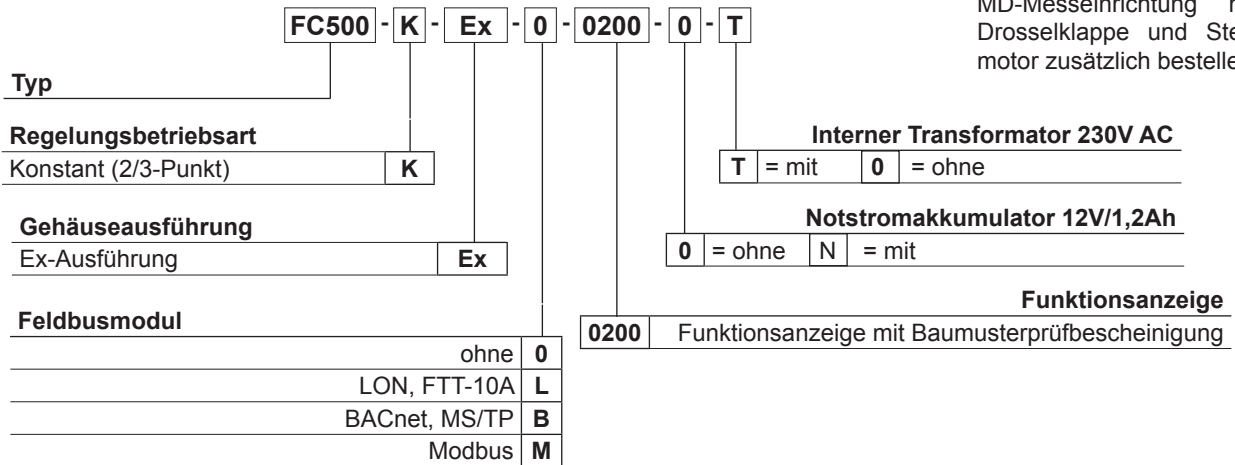 MD-Messeinrichtung
Drosselklappe und
motor zusätzlich
FC500 - K - Ex - 0 - 0200 - 0 - T
Typ
Regelungsbetriebsart
Konstant (2/3-Punkt) K
Gehäuseausführung
Ex-Ausführung Ex
Feldbusmodul
ohne 0
LON, FTT-10A L
BACnet, MS/TP B
Modbus M
Interner Transformator 230V AC
T = mit 0 = ohne
Notstromakkumulator 12V/1,2Ah
0 = ohne N = mit
Funktionsanzeige
0200 Funktionsanzeige mit Baumusterprüfbescheinigung